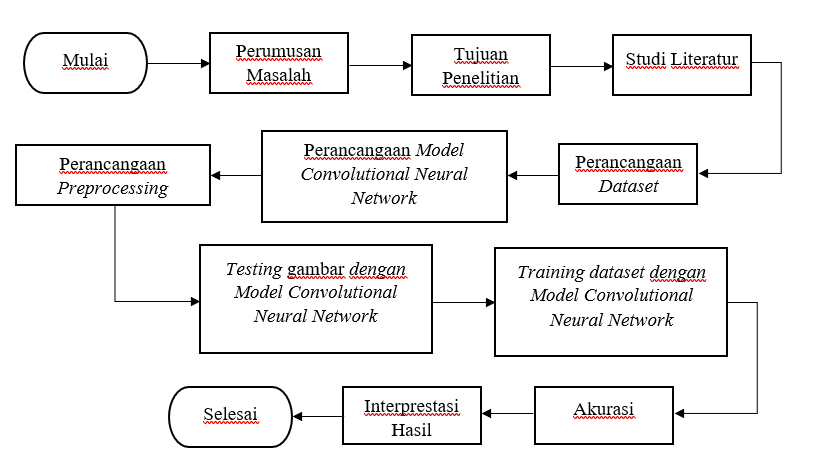 Mulai
Perumusan
Masalah
Tujuan
Penelitian
Studi Literatur
Perancangaan
Dataset
Perancangaan Model
Convolutional Neural
Network
Perancangaan
Preprocessing
Testing gambar dengan
Model Convolutional
Neural Network
Training dataset dengan
Model Convolutional
Neural Network
Akurasi
Interprestasi
Hasil
Selesai